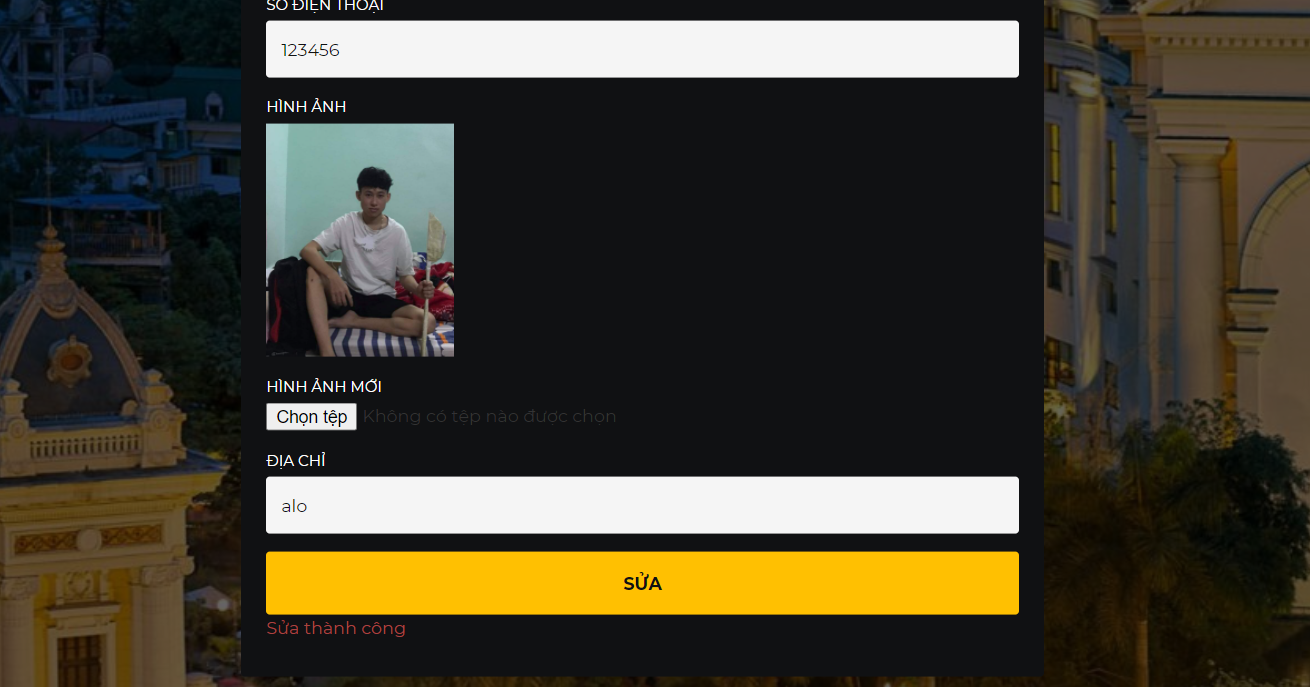 SỐ ĐIỆN THOẠI
123456
HÌNH ẢNH
HÌNH ẢNH MỚI
Chọn tệp Không có tệp nào được chọn
ĐỊA CHỈ
alo
SỬA
Sửa thành công